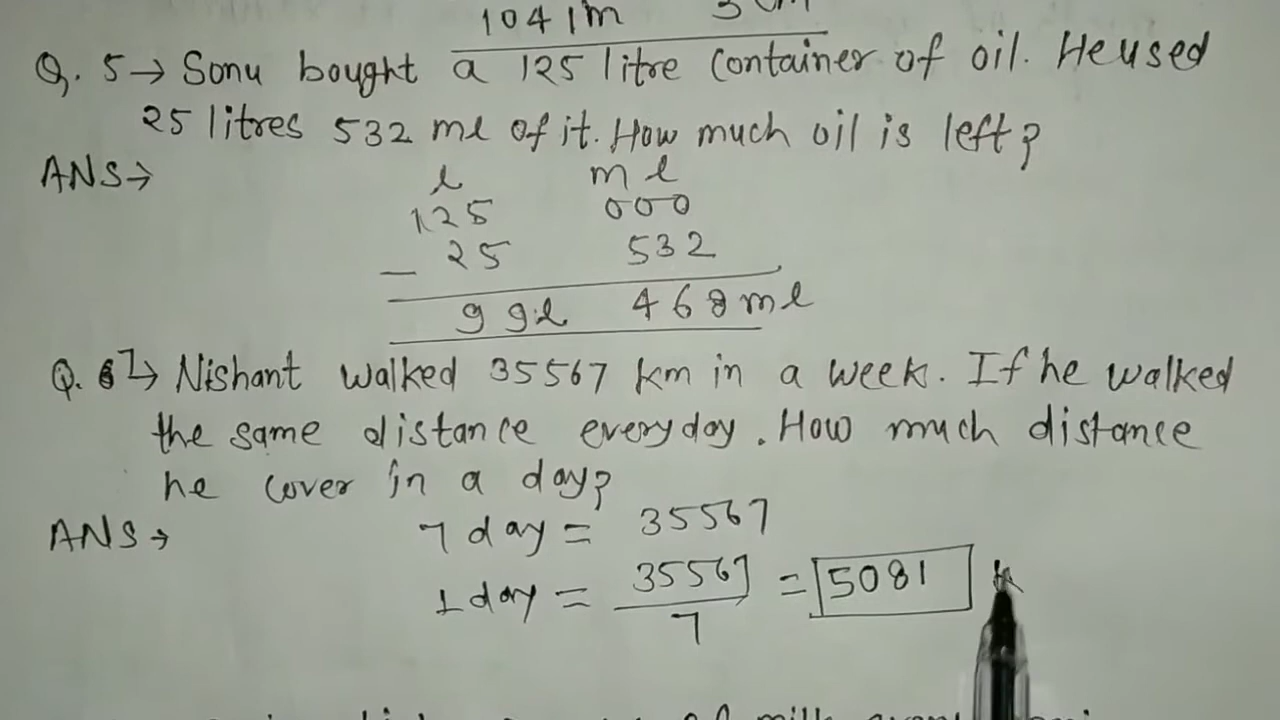 1041m 5cm
Q. 5→ Sonu bought a 125 litre container of oil. He used
25 litres 532 ml of it. How much oil is left?
ANS→
l ml
125 000
– 25 532
99l 468ml
Q. 6→ Nishant walked 35567 km in a week. If he walked
the same distance everyday. How much distance
he cover in a day?
ANS→
7 day = 35567
1 day = 35567/7 = 5081 k
of milk